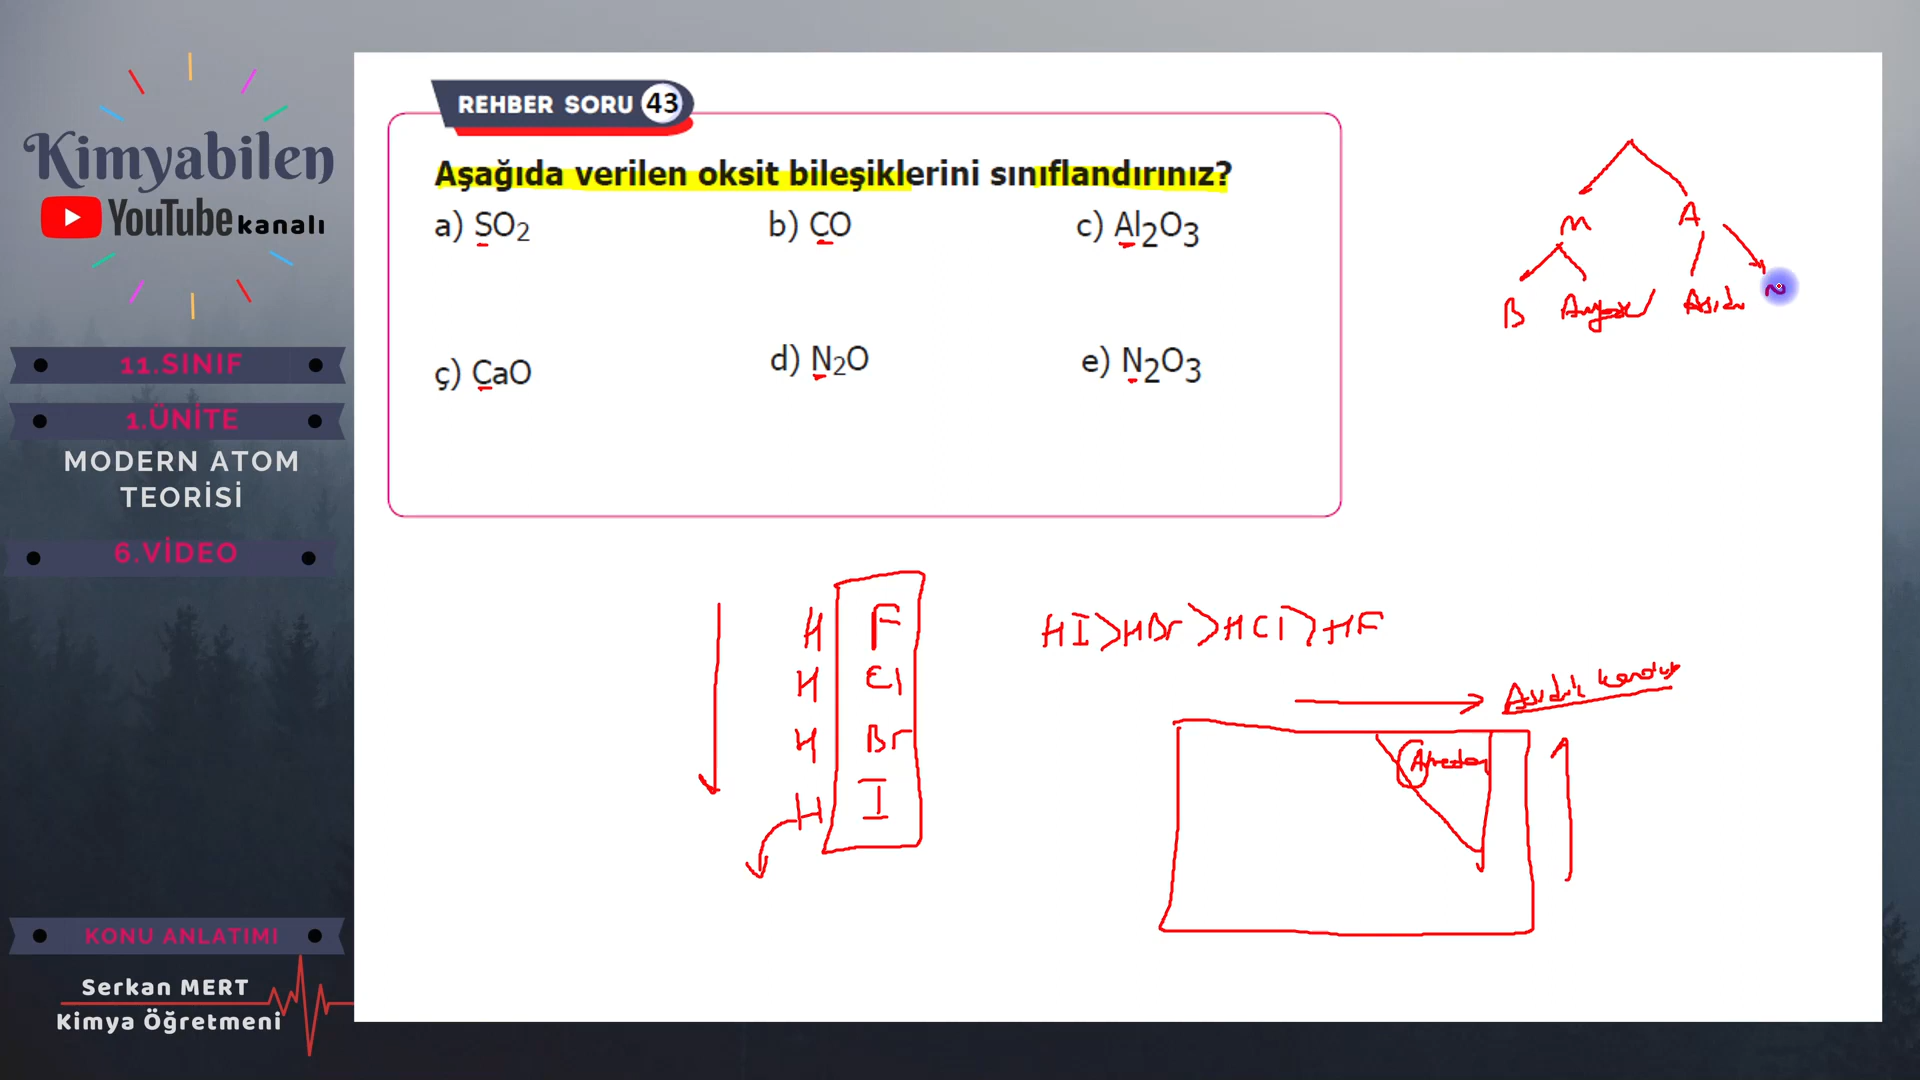 Kimyabilen
YouTube kanalı
11.SINIF
1.ÜNİTE
MODERN ATOM
TEORİSİ
6.VİDEO
KONU ANLATIMI
Serkan MERT
Kimya Öğretmeni
REHBER SORU 43
Aşağıda verilen oksit bileşiklerini sınıflandırınız?
a) SO₂ b) CO c) Al₂O₃
ç) CaO d) N₂O e) N₂O₃
M A
B Asidik
H F
H Cl
H Br
H I
HI>HBr>HCl>HF
Ametaller